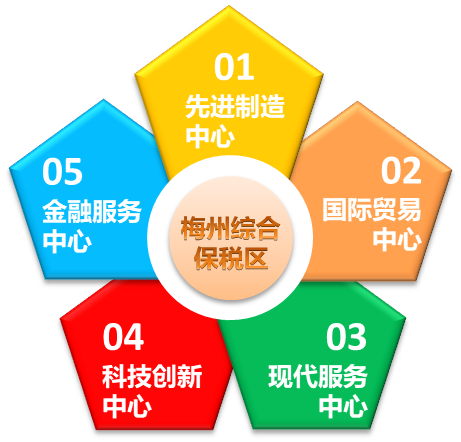 01
先进制造
中心
02
国际贸易
中心
03
现代服务
中心
04
科技创新
中心
05
金融服务
中心
梅州综合
保税区